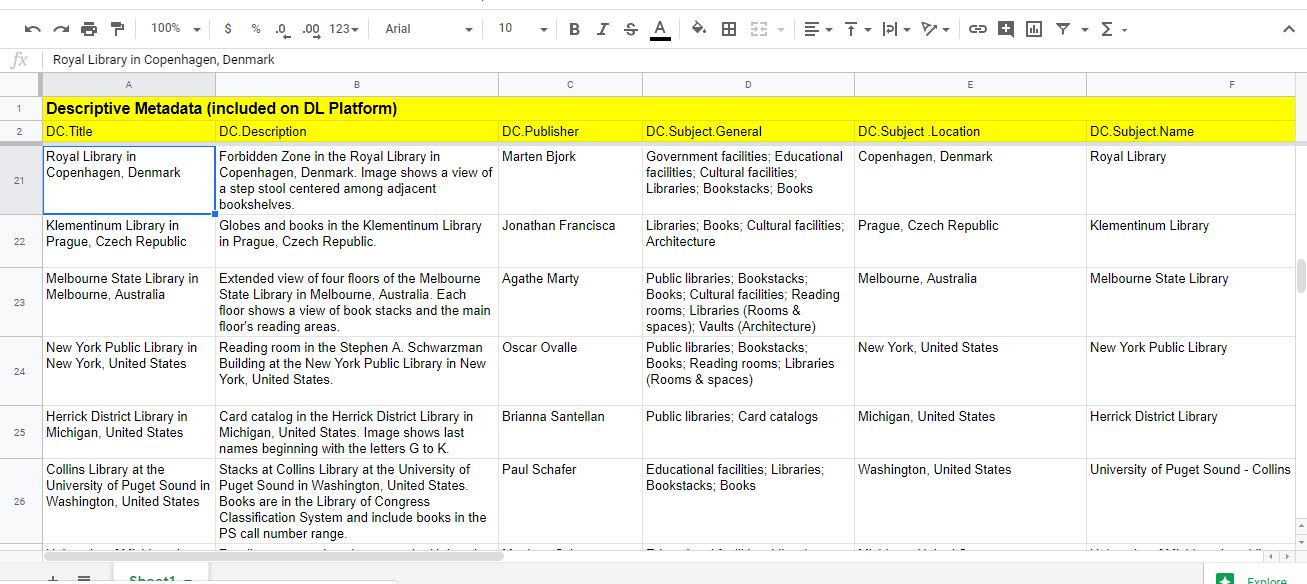 100%
$
%
.0
.00
123
Arial
10
B
I
S
A
fx
Royal Library in Copenhagen, Denmark
A
B
C
D
E
F
1
Descriptive Metadata (included on DL Platform)
2
DC.Title
DC.Description
DC.Publisher
DC.Subject.General
DC.Subject .Location
DC.Subject.Name
21
Royal Library in
Copenhagen, Denmark
Forbidden Zone in the Royal Library in
Copenhagen, Denmark. Image shows a view of
a step stool centered among adjacent
bookshelves.
Marten Bjork
Government facilities; Educational
facilities; Cultural facilities;
Libraries; Bookstacks; Books
Copenhagen, Denmark
Royal Library
22
Klementinum Library in
Prague, Czech Republic
Globes and books in the Klementinum Library
in Prague, Czech Republic.
Jonathan Francisca
Libraries; Books; Cultural facilities;
Architecture
Prague, Czech Republic
Klementinum Library
23
Melbourne State Library in
Melbourne, Australia
Extended view of four floors of the Melbourne
State Library in Melbourne, Australia. Each
floor shows a view of book stacks and the main
floor's reading areas.
Agathe Marty
Public libraries; Bookstacks;
Books; Cultural facilities; Reading
rooms; Libraries (Rooms &
spaces); Vaults (Architecture)
Melbourne, Australia
Melbourne State Library
24
New York Public Library in
New York, United States
Reading room in the Stephen A. Schwarzman
Building at the New York Public Library in New
York, United States.
Oscar Ovalle
Public libraries; Bookstacks;
Books; Reading rooms; Libraries
(Rooms & spaces)
New York, United States
New York Public Library
25
Herrick District Library in
Michigan, United States
Card catalog in the Herrick District Library in
Michigan, United States. Image shows last
names beginning with the letters G to K.
Brianna Santellan
Public libraries; Card catalogs
Michigan, United States
Herrick District Library
26
Collins Library at the
University of Puget Sound in
Washington, United States
Stacks at Collins Library at the University of
Puget Sound in Washington, United States.
Books are in the Library of Congress
Classification System and include books in the
PS call number range.
Paul Schafer
Educational facilities; Libraries;
Bookstacks; Books
Washington, United States
University of Puget Sound - Collins
Sheet1
Explore